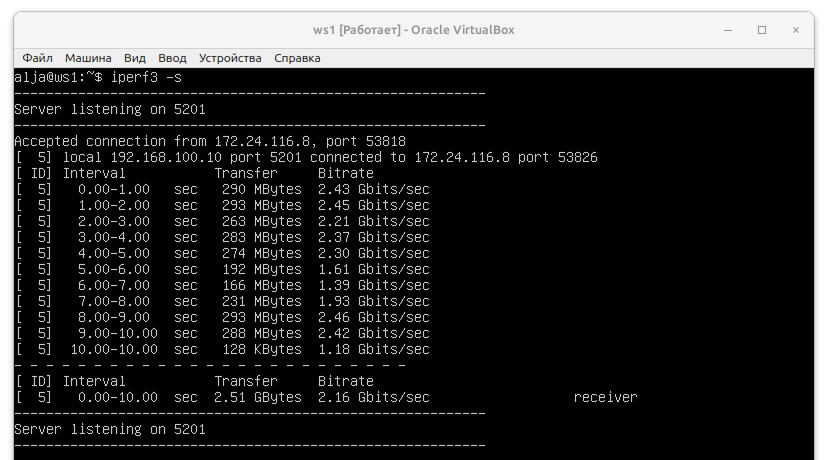 ws1 [Работает] - Oracle VirtualBox
Файл Машина Вид Ввод Устройства Справка
alja@ws1:~$ iperf3 -s
-----------------------------------------------------------
Server listening on 5201
-----------------------------------------------------------
Accepted connection from 172.24.116.8, port 53818
[  5] local 192.168.100.10 port 5201 connected to 172.24.116.8 port 53826
[ ID] Interval           Transfer     Bitrate
[  5]   0.00-1.00   sec   290 MBytes  2.43 Gbits/sec
[  5]   1.00-2.00   sec   293 MBytes  2.45 Gbits/sec
[  5]   2.00-3.00   sec   263 MBytes  2.21 Gbits/sec
[  5]   3.00-4.00   sec   283 MBytes  2.37 Gbits/sec
[  5]   4.00-5.00   sec   274 MBytes  2.30 Gbits/sec
[  5]   5.00-6.00   sec   192 MBytes  1.61 Gbits/sec
[  5]   6.00-7.00   sec   166 MBytes  1.39 Gbits/sec
[  5]   7.00-8.00   sec   231 MBytes  1.93 Gbits/sec
[  5]   8.00-9.00   sec   293 MBytes  2.46 Gbits/sec
[  5]   9.00-10.00  sec   288 MBytes  2.42 Gbits/sec
[  5]  10.00-10.00  sec   128 KBytes  1.18 Gbits/sec
- - - - - - - - - - - - - - - - - - - - - - - - -
[ ID] Interval           Transfer     Bitrate
[  5]   0.00-10.00  sec  2.51 GBytes  2.16 Gbits/sec                  receiver
-----------------------------------------------------------
Server listening on 5201
-----------------------------------------------------------